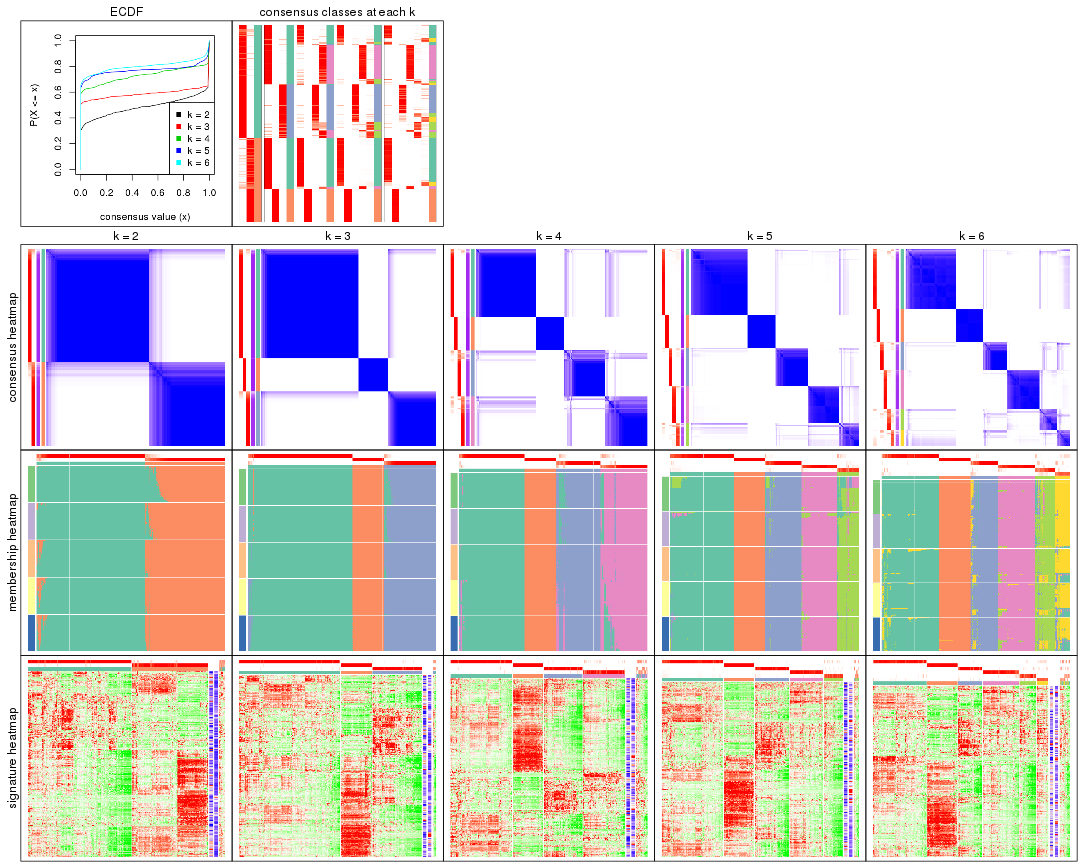 ECDF
consensus classes at each k
P(X <= x)
0.0 0.2 0.4 0.6 0.8 1.0
k = 2
k = 3
k = 4
k = 5
k = 6
0.0 0.2 0.4 0.6 0.8 1.0
consensus value (x)
k = 2
k = 3
k = 4
k = 5
k = 6
consensus heatmap
membership heatmap
signature heatmap